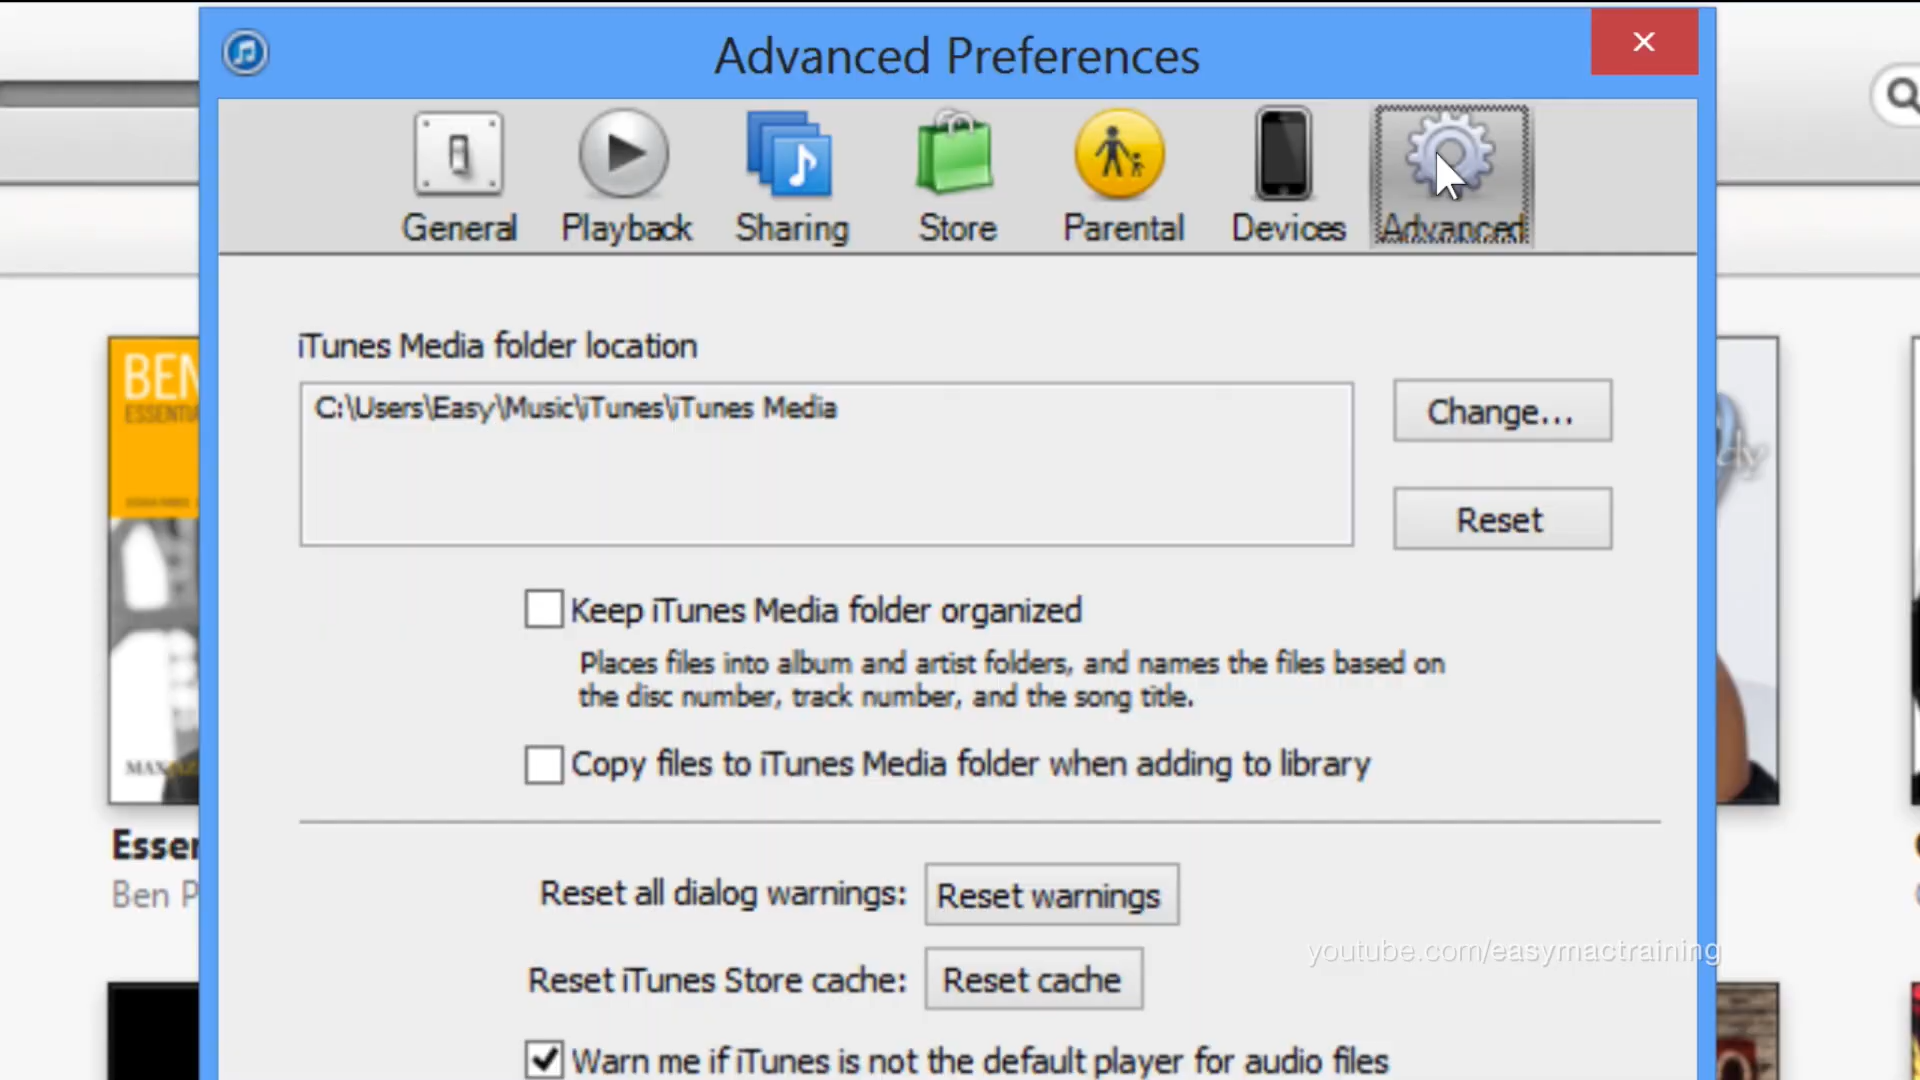 Advanced Preferences
General Playback Sharing Store Parental Devices Advanced
iTunes Media folder location
C:\Users\Easy\Music\iTunes\iTunes Media
Change...
Reset
Keep iTunes Media folder organized
Places files into album and artist folders, and names the files based on
the disc number, track number, and the song title.
Copy files to iTunes Media folder when adding to library
Reset all dialog warnings: Reset warnings
youtube.com/easymactraining
Reset iTunes Store cache: Reset cache
Warn me if iTunes is not the default player for audio files
BEN
Ben P